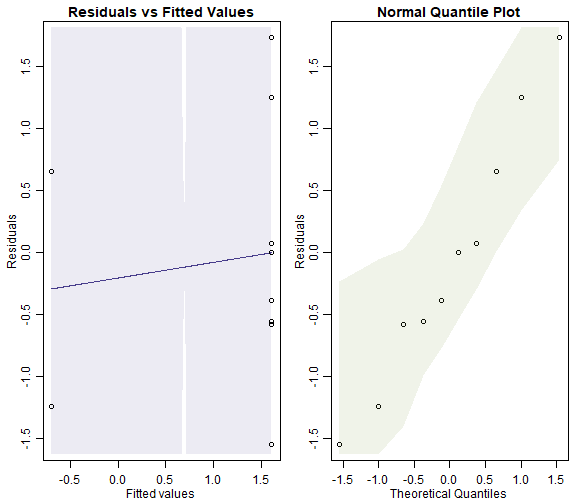 Residuals vs Fitted Values
Residuals
1.5
1.0
0.5
0.0
-0.5
-1.0
-1.5
-0.5 0.0 0.5 1.0 1.5
Fitted values
Normal Quantile Plot
Residuals
1.5
1.0
0.5
0.0
-0.5
-1.0
-1.5
-1.5 -1.0 -0.5 0.0 0.5 1.0 1.5
Theoretical Quantiles